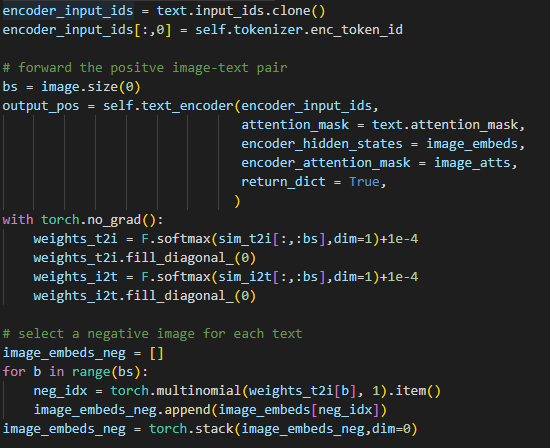 encoder_input_ids = text.input_ids.clone()
encoder_input_ids[:,0] = self.tokenizer.enc_token_id

# forward the positve image-text pair
bs = image.size(0)
output_pos = self.text_encoder(encoder_input_ids,
                               attention_mask = text.attention_mask,
                               encoder_hidden_states = image_embeds,
                               encoder_attention_mask = image_atts,
                               return_dict = True,
                              )
with torch.no_grad():
    weights_t2i = F.softmax(sim_t2i[:,:bs],dim=1)+1e-4
    weights_t2i.fill_diagonal_(0)
    weights_i2t = F.softmax(sim_i2t[:,:bs],dim=1)+1e-4
    weights_i2t.fill_diagonal_(0)

# select a negative image for each text
image_embeds_neg = []
for b in range(bs):
    neg_idx = torch.multinomial(weights_t2i[b], 1).item()
    image_embeds_neg.append(image_embeds[neg_idx])
image_embeds_neg = torch.stack(image_embeds_neg,dim=0)